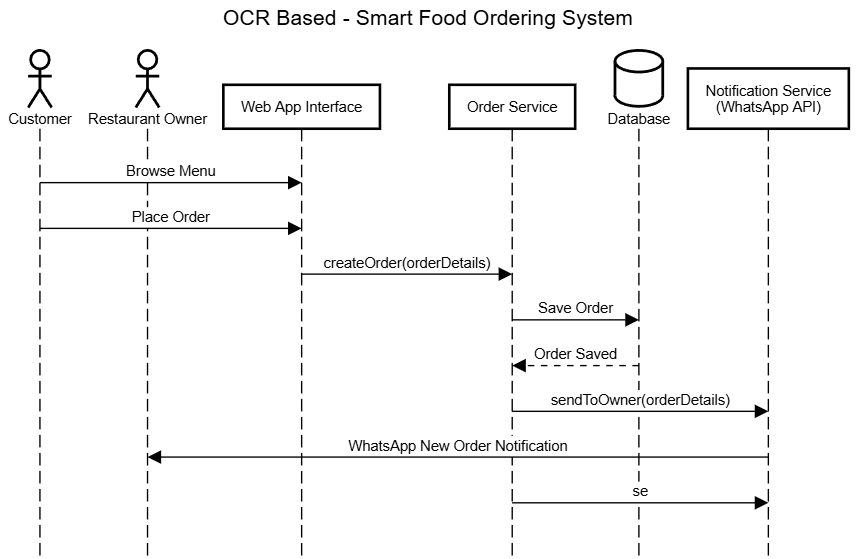 OCR Based - Smart Food Ordering System
Customer
Restaurant Owner
Web App Interface
Order Service
Database
Notification Service
(WhatsApp API)
Browse Menu
Place Order
createOrder(orderDetails)
Save Order
Order Saved
sendToOwner(orderDetails)
WhatsApp New Order Notification
se